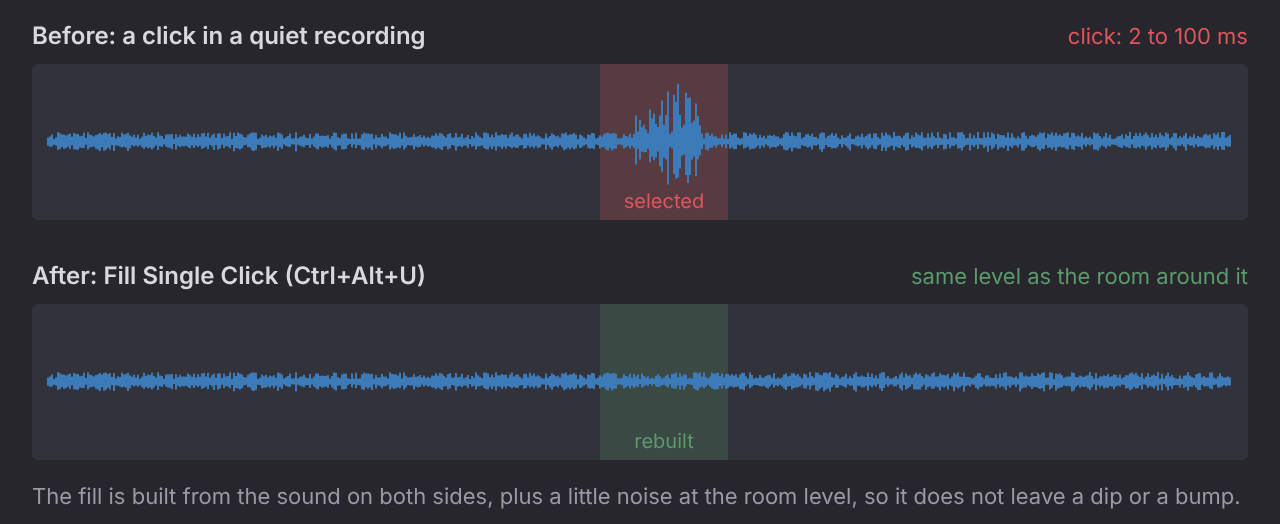 Before: a click in a quiet recording
click: 2 to 100 ms
selected
After: Fill Single Click (Ctrl+Alt+U)
same level as the room around it
rebuilt
The fill is built from the sound on both sides, plus a little noise at the room level, so it does not leave a dip or a bump.